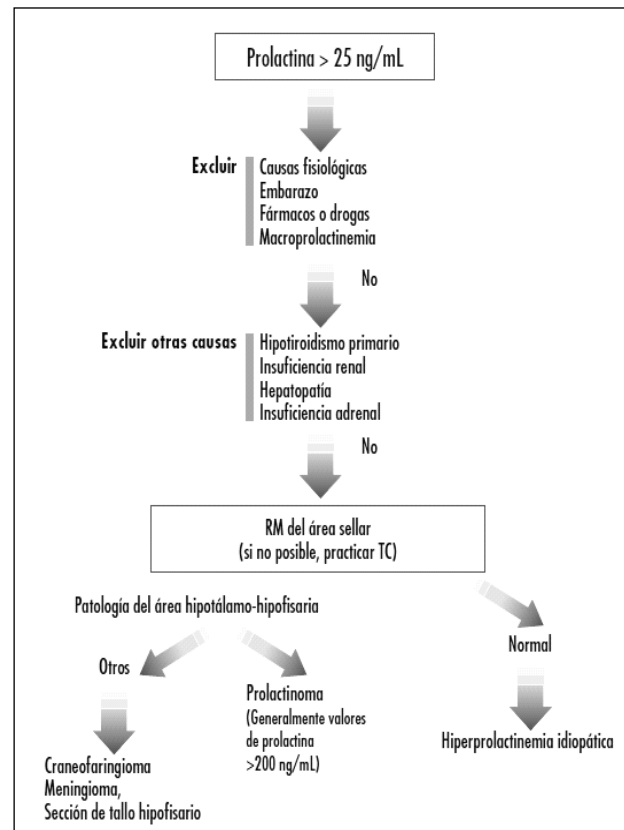 Prolactina > 25 ng/mL
Excluir
Causas fisiológicas
Embarazo
Fármacos o drogas
Macroprolactinemia
No
Excluir otras causas
Hipotiroidismo primario
Insuficiencia renal
Hepatopatía
Insuficiencia adrenal
No
RM del área sellar
(si no posible, practicar TC)
Patología del área hipotálamo-hipofisaria
Otros
Craneofaringioma
Meningioma,
Sección de tallo hipofisario
Prolactinoma
(Generalmente valores
de prolactina
>200 ng/mL)
Normal
Hiperprolactinemia idiopática